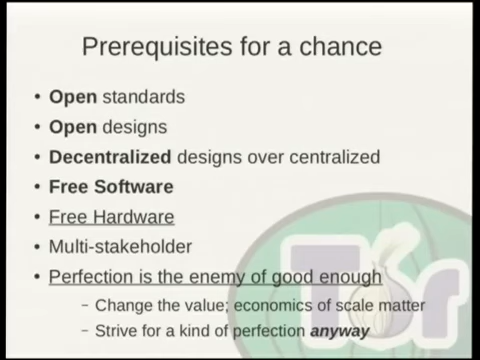 Prerequisites for a chance
• Open standards
• Open designs
• Decentralized designs over centralized
• Free Software
• Free Hardware
• Multi-stakeholder
• Perfection is the enemy of good enough
– Change the value; economics of scale matter
– Strive for a kind of perfection anyway
Tor